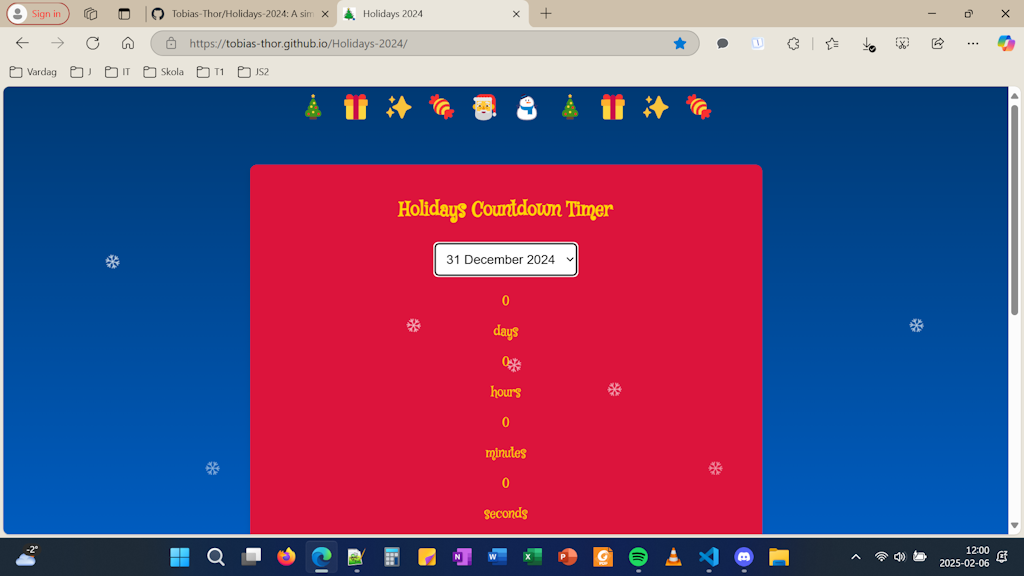 Sign in
Tobias-Thor/Holidays-2024: A sim
Holidays 2024
https://tobias-thor.github.io/Holidays-2024/
Vardag
J
IT
Skola
T1
JS2
Holidays Countdown Timer
31 December 2024
0
days
0
hours
0
minutes
0
seconds
-2°
12:00
2025-02-06